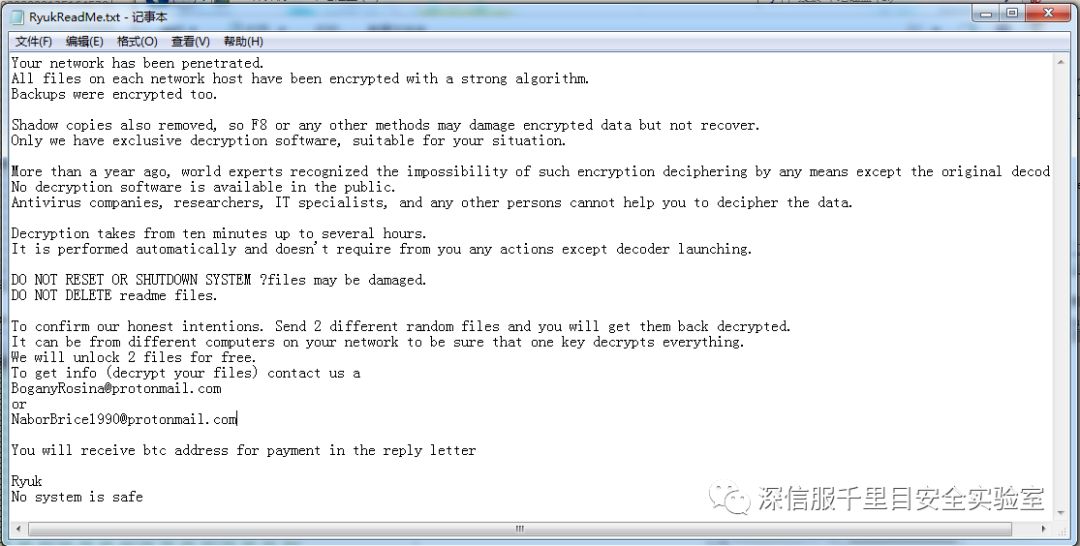 RyukReadMe.txt - 记事本
文件(F) 编辑(E) 格式(O) 查看(V) 帮助(H)
Your network has been penetrated.
All files on each network host have been encrypted with a strong algorithm.
Backups were encrypted too.
Shadow copies also removed, so F8 or any other methods may damage encrypted data but not recover.
Only we have exclusive decryption software, suitable for your situation.
More than a year ago, world experts recognized the impossibility of such encryption deciphering by any means except the original decod
No decryption software is available in the public.
Antivirus companies, researchers, IT specialists, and any other persons cannot help you to decipher the data.
Decryption takes from ten minutes up to several hours.
It is performed automatically and doesn't require from you any actions except decoder launching.
DO NOT RESET OR SHUTDOWN SYSTEM ?files may be damaged.
DO NOT DELETE readme files.
To confirm our honest intentions. Send 2 different random files and you will get them back decrypted.
It can be from different computers on your network to be sure that one key decrypts everything.
We will unlock 2 files for free.
To get info (decrypt your files) contact us a
BoganyRosina@protonmail.com
or
NaborBrice1990@protonmail.com
You will receive btc address for payment in the reply letter
Ryuk
No system is safe
深信服千里目安全实验室